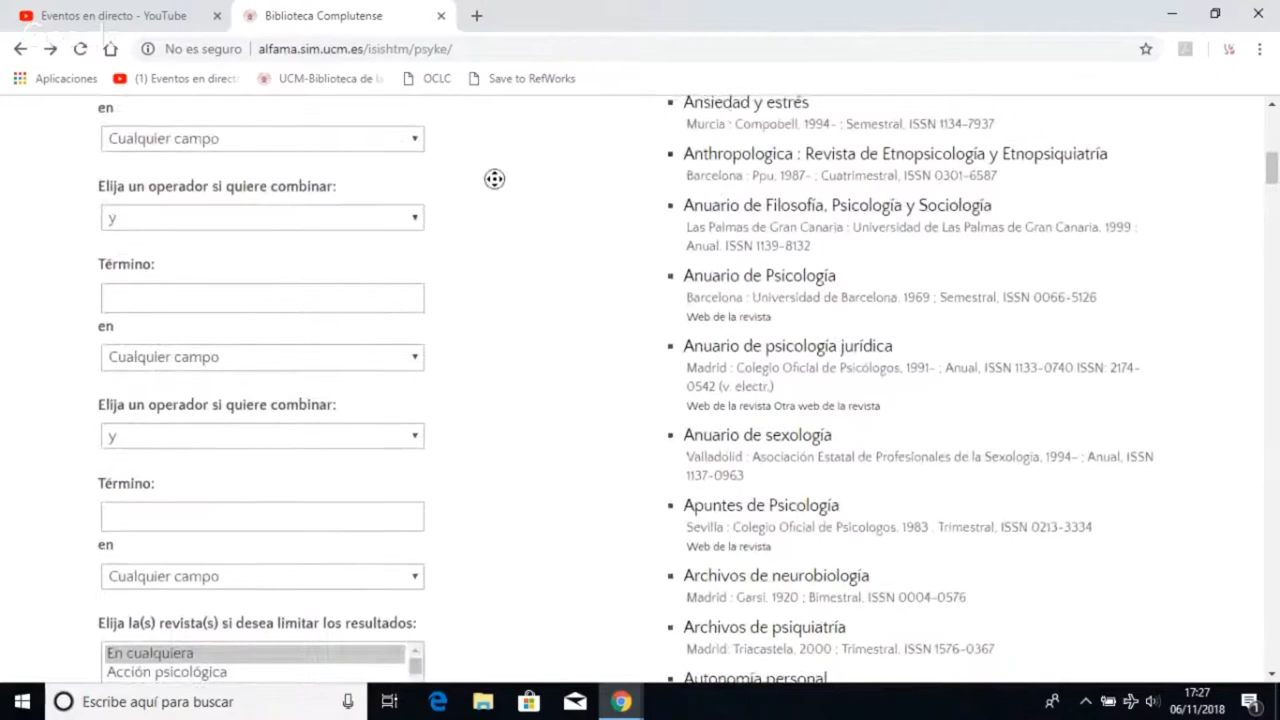 Eventos en directo - YouTube
Biblioteca Complutense
No es seguro
alfama.sim.ucm.es/isishtm/psyke/
Aplicaciones
(1) Eventos en direct
UCM-Biblioteca de la
OCLC
Save to RefWorks
en
Cualquier campo
Elija un operador si quiere combinar:
y
Término:
en
Cualquier campo
Elija un operador si quiere combinar:
y
Término:
en
Cualquier campo
Elija la(s) revista(s) si desea limitar los resultados:
En cualquiera
Acción psicológica
Ansiedad y estrés
Murcia : Compobell, 1994- ; Semestral, ISSN 1134-7937
Anthropologica : Revista de Etnopsicología y Etnopsiquiatría
Barcelona : Ppu, 1987- ; Cuatrimestral, ISSN 0301-6587
Anuario de Filosofía, Psicología y Sociología
Las Palmas de Gran Canaria : Universidad de Las Palmas de Gran Canaria, 1999 ;
Anual. ISSN 1139-8132
Anuario de Psicología
Barcelona : Universidad de Barcelona. 1969 ; Semestral, ISSN 0066-5126
Web de la revista
Anuario de psicología jurídica
Madrid : Colegio Oficial de Psicólogos, 1991- ; Anual, ISSN 1133-0740 ISSN: 2174-
0542 (v. electr.)
Web de la revista Otra web de la revista
Anuario de sexología
Valladolid : Asociación Estatal de Profesionales de la Sexología, 1994- ; Anual, ISSN
1137-0963
Apuntes de Psicología
Sevilla : Colegio Oficial de Psicologos. 1983 . Trimestral, ISSN 0213-3334
Web de la revista
Archivos de neurobiología
Madrid : Garsi, 1920 ; Bimestral, ISSN 0004-0576
Archivos de psiquiatría
Madrid: Triacastela, 2000 ; Trimestral, ISSN 1576-0367
Autonomía personal
Escribe aquí para buscar
17:27
06/11/2018
1